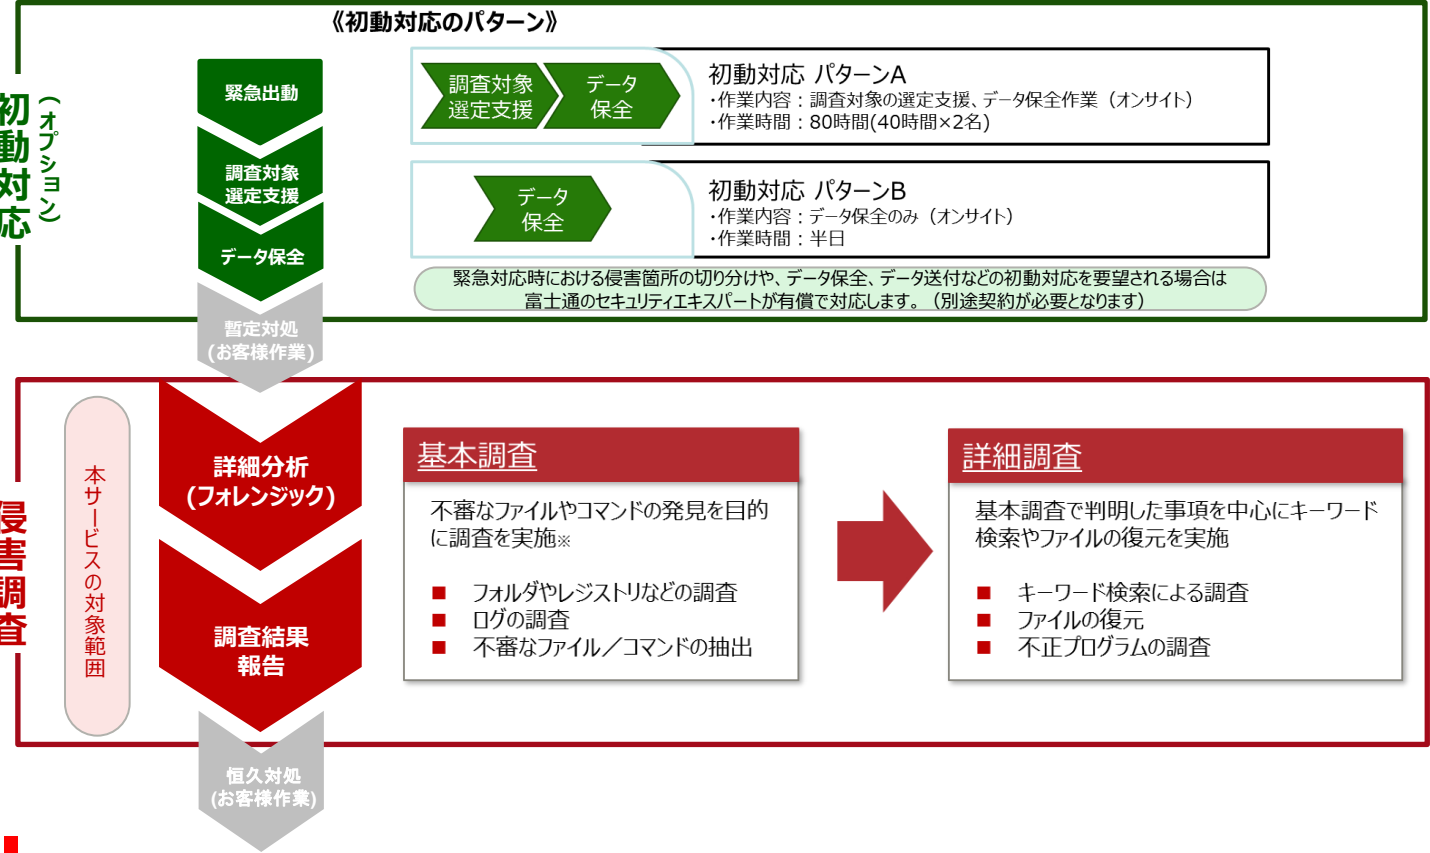 《初動対応のパターン》
初動対応
(オプション)
緊急出動
調査対象
選定支援
データ保全
暫定対処
(お客様作業)
調査対象
選定支援
データ
保全
初動対応 パターンA
・作業内容：調査対象の選定支援、データ保全作業（オンサイト）
・作業時間：80時間(40時間×2名)
データ
保全
初動対応 パターンB
・作業内容：データ保全のみ（オンサイト）
・作業時間：半日
緊急対応時における侵害箇所の切り分けや、データ保全、データ送付などの初動対応を要望される場合は
富士通のセキュリティエキスパートが有償で対応します。（別途契約が必要となります）
侵害調査
本サービスの対象範囲
詳細分析
(フォレンジック)
調査結果
報告
恒久対処
(お客様作業)
基本調査
不審なファイルやコマンドの発見を目的
に調査を実施※
■ フォルダやレジストリなどの調査
■ ログの調査
■ 不審なファイル／コマンドの抽出
詳細調査
基本調査で判明した事項を中心にキーワード
検索やファイルの復元を実施
■ キーワード検索による調査
■ ファイルの復元
■ 不正プログラムの調査